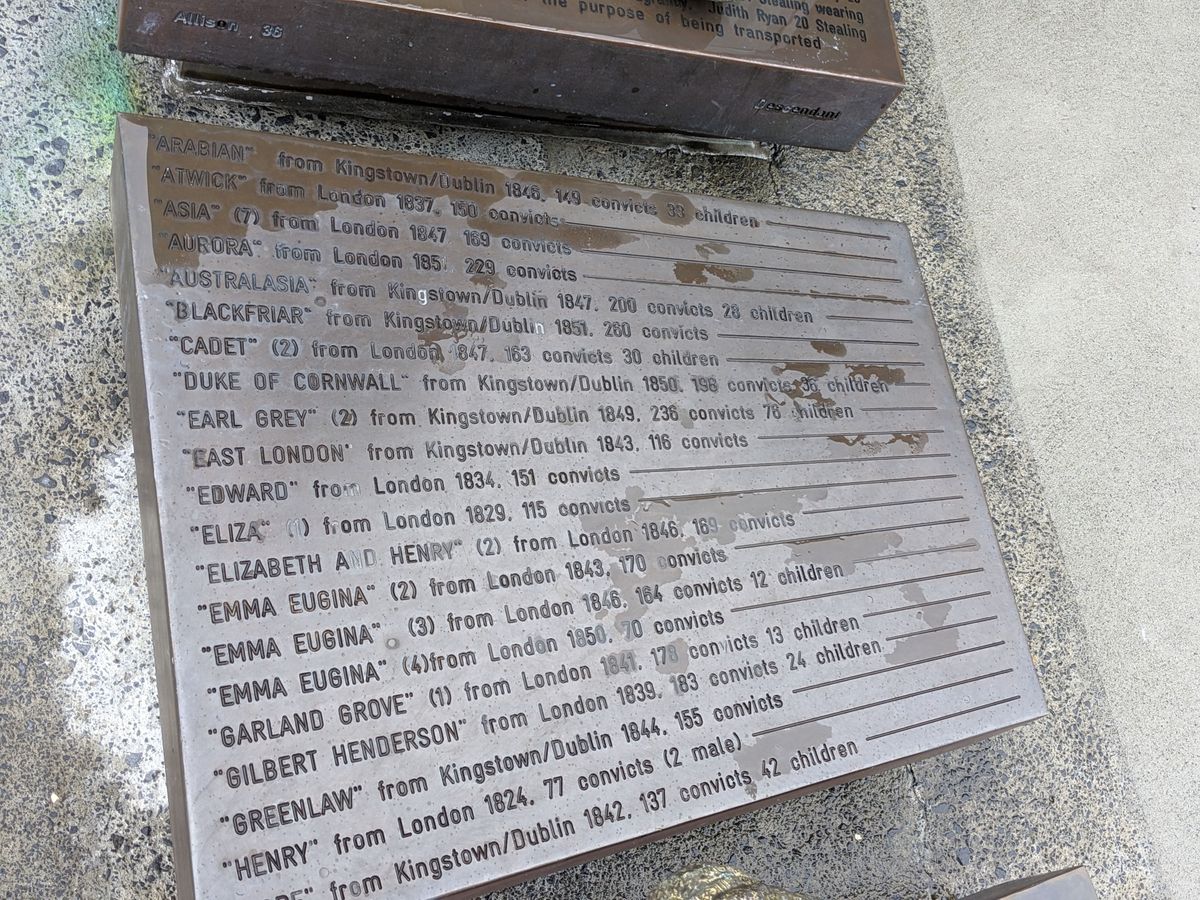 Stealing wearing
Judith Ryan 20 Stealing
the purpose of being transported
Allison 36
Descendant
"ARABIAN" from Kingstown/Dublin 1846. 149 convicts 33 children
"ATWICK" from London 1837. 150 convicts
"ASIA" (7) from London 1847 169 convicts
"AURORA" from London 1851 229 convicts
"AUSTRALASIA" from Kingstown/Dublin 1847. 200 convicts 28 children
"BLACKFRIAR" from Kingstown/Dublin 1851. 260 convicts
"CADET" (2) from London 1847. 163 convicts 30 children
"DUKE OF CORNWALL" from Kingstown/Dublin 1850. 196 convicts 36 children
"EARL GREY" (2) from Kingstown/Dublin 1849. 236 convicts 76 children
"EAST LONDON" from Kingstown/Dublin 1843. 116 convicts
"EDWARD" from London 1834. 151 convicts
"ELIZA" (1) from London 1829. 115 convicts
"ELIZABETH AND HENRY" (2) from London 1846. 169 convicts
"EMMA EUGINA" (2) from London 1843. 170 convicts
"EMMA EUGINA" (3) from London 1846. 164 convicts 12 children
"EMMA EUGINA" (4)from London 1850. 70 convicts
"GARLAND GROVE" (1) from London 1841. 178 convicts 13 children
"GILBERT HENDERSON" from London 1839. 183 convicts 24 children
"GREENLAW" from Kingstown/Dublin 1844. 155 convicts
"HENRY" from London 1824. 77 convicts (2 male)
from Kingstown/Dublin 1842. 137 convicts 42 children